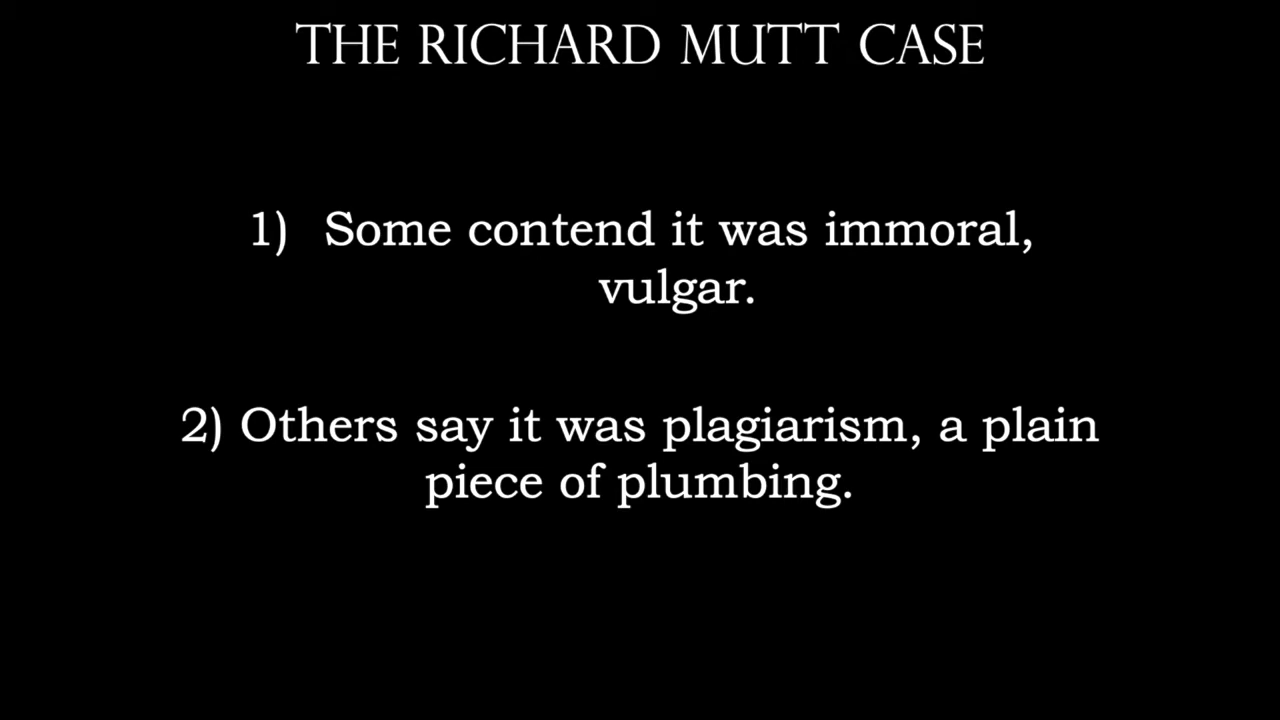 THE RICHARD MUTT CASE
1) Some contend it was immoral,
vulgar.
2) Others say it was plagiarism, a plain
piece of plumbing.